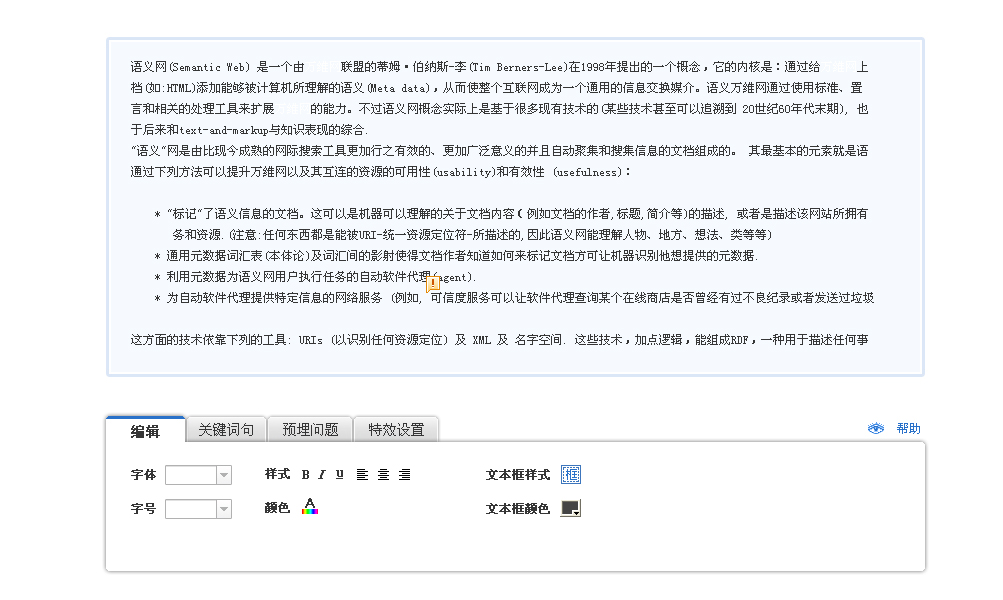 语义网(Semantic Web) 是一个由 联盟的蒂姆·伯纳斯-李(Tim Berners-Lee)在1998年提出的一个概念，它的内核是：通过给 上
档(如:HTML)添加能够被计算机所理解的语义(Meta data)，从而使整个互联网成为一个通用的信息交换媒介。语义万维网通过使用标准、置
言和相关的处理工具来扩展 的能力。不过语义网概念实际上是基于很多现有技术的(某些技术甚至可以追溯到 20世纪60年代末期), 也
于后来和text-and-markup与知识表现的综合.
“语义”网是由比现今成熟的网际搜索工具更加行之有效的、更加广泛意义的并且自动聚集和搜集信息的文档组成的。 其最基本的元素就是语
通过下列方法可以提升万维网以及其互连的资源的可用性(usability)和有效性 (usefulness)：
* “标记”了语义信息的文档。这可以是机器可以理解的关于文档内容( 例如文档的作者,标题,简介等)的描述, 或者是描述该网站所拥有
务和资源.(注意:任何东西都是能被URI-统一资源定位符-所描述的,因此语义网能理解人物、地方、想法、类等等)
* 通用元数据词汇表(本体论)及词汇间的影射使得文档作者知道如何来标记文档方可让机器识别他想提供的元数据.
* 利用元数据为语义网用户执行任务的自动软件代理(agent).
* 为自动软件代理提供特定信息的网络服务 (例如, 可信度服务可以让软件代理查询某个在线商店是否曾经有过不良纪录或者发送过垃圾
这方面的技术依靠下列的工具: URIs (以识别任何资源定位) 及 XML 及 名字空间. 这些技术，加点逻辑，能组成RDF，一种用于描述任何事
编辑 关键词句 预埋问题 特效设置 帮助
字体 样式 B I U 文本框样式 框
字号 颜色 A 文本框颜色